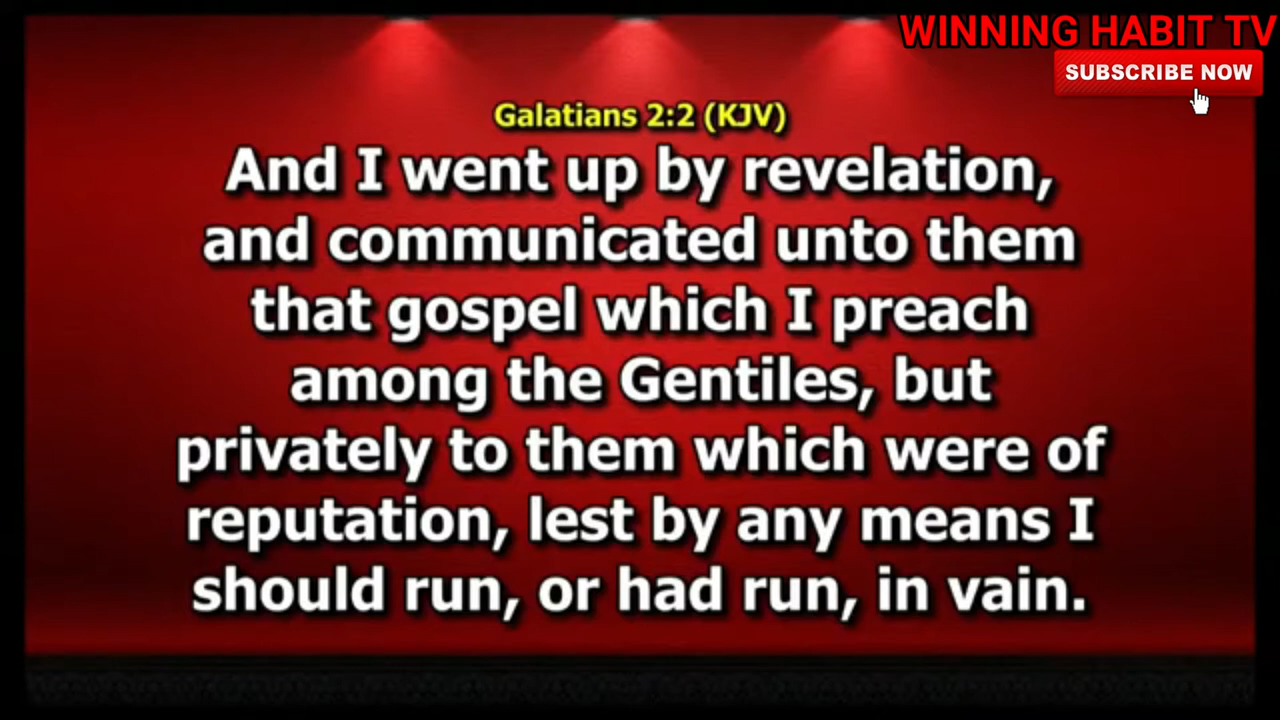 WINNING HABIT TV
SUBSCRIBE NOW
Galatians 2:2 (KJV)
And I went up by revelation,
and communicated unto them
that gospel which I preach
among the Gentiles, but
privately to them which were of
reputation, lest by any means I
should run, or had run, in vain.